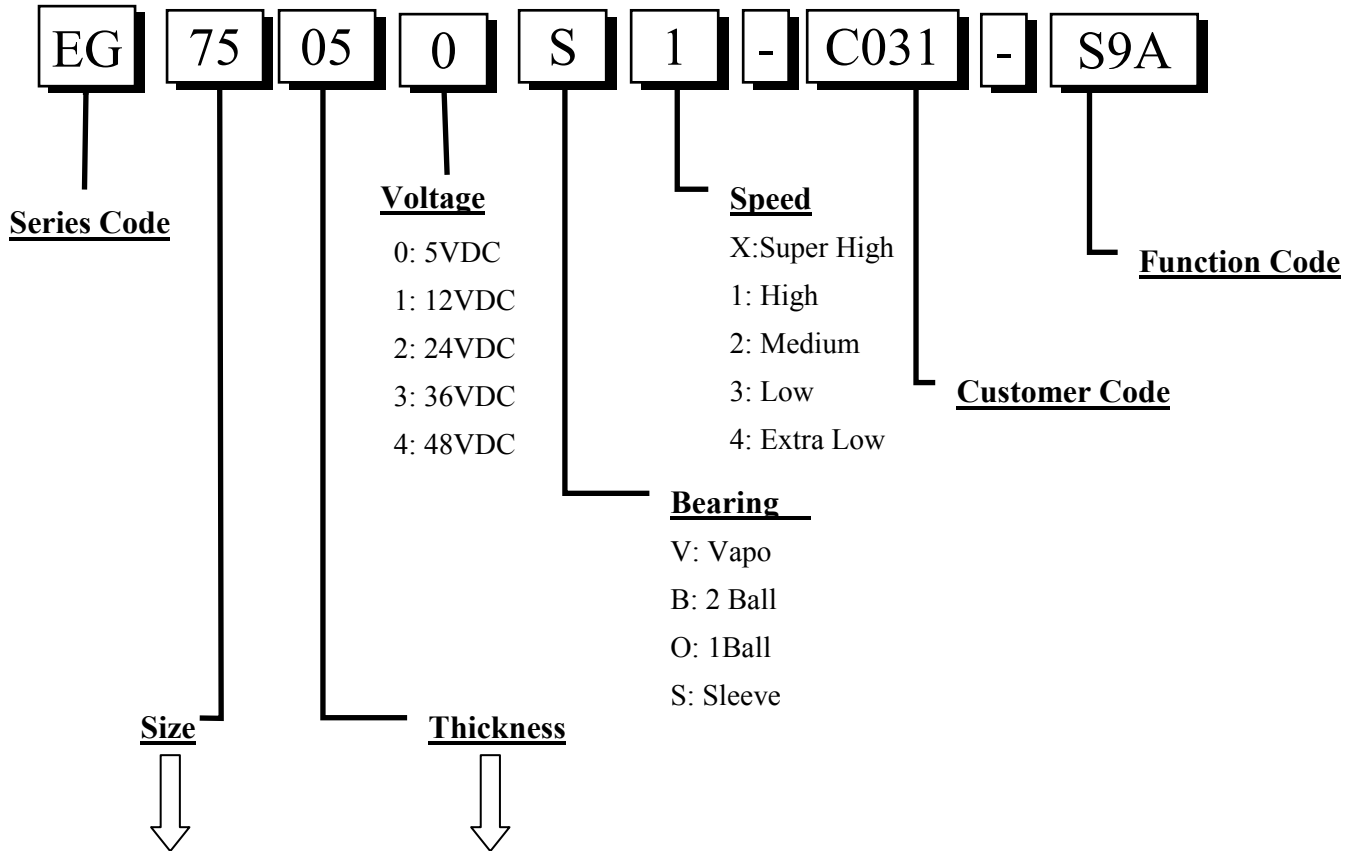 EG 75 05 0 S 1 - C031 - S9A
Series Code
Voltage
0: 5VDC
1: 12VDC
2: 24VDC
3: 36VDC
4: 48VDC
Speed
X:Super High
1: High
2: Medium
3: Low
4: Extra Low
Function Code
Customer Code
Bearing
V: Vapo
B: 2 Ball
O: 1Ball
S: Sleeve
Size
Thickness